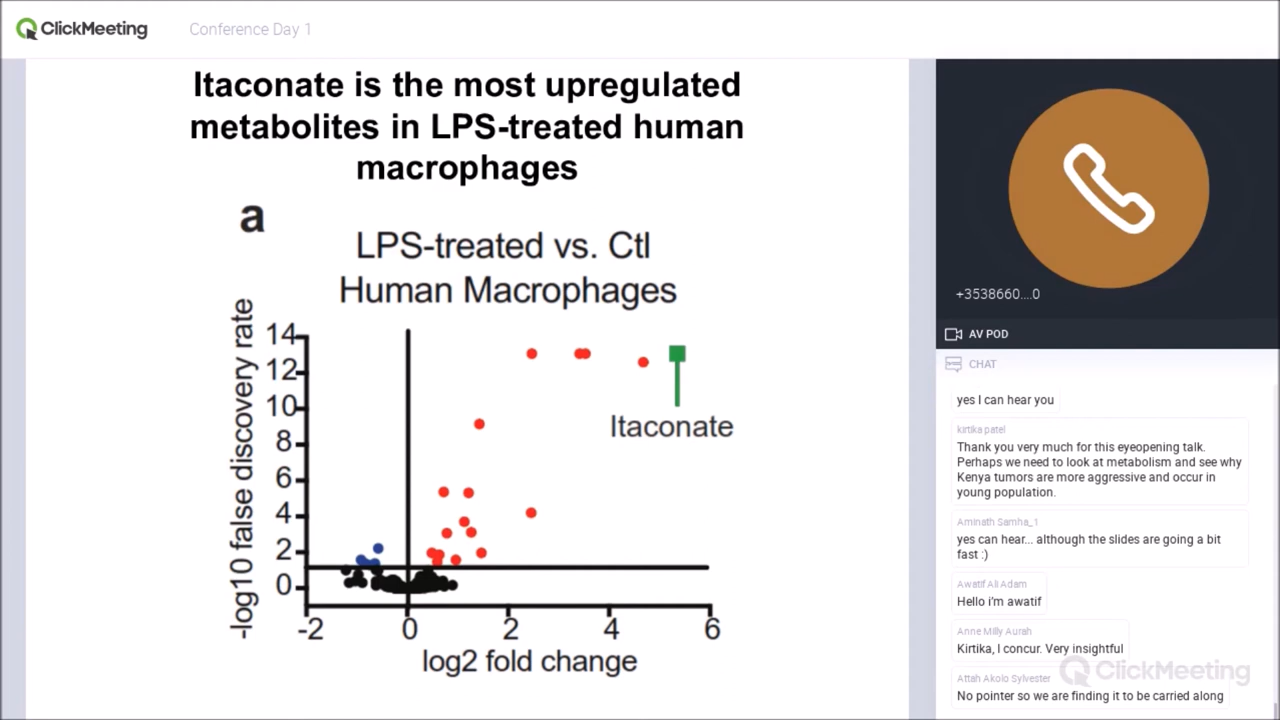 ClickMeeting
Conference Day 1
Itaconate is the most upregulated
metabolites in LPS-treated human
macrophages
a
LPS-treated vs. Ctl
Human Macrophages
-log10 false discovery rate
14
12
10
8
6
4
2
0
Itaconate
-2
0
2
4
6
log2 fold change
+3538660....0
AV POD
CHAT
yes I can hear you
kirtika patel
Thank you very much for this eyeopening talk.
Perhaps we need to look at metabolism and see why
Kenya tumors are more aggressive and occur in
young population.
Aminath Samha_1
yes can hear... although the slides are going a bit
fast :)
Awatif Ali Adam
Hello i'm awatif
Anne Milly Aurah
Kirtika, I concur. Very insightful
ClickMeeting
Attah Akolo Sylvester
No pointer so we are finding it to be carried along